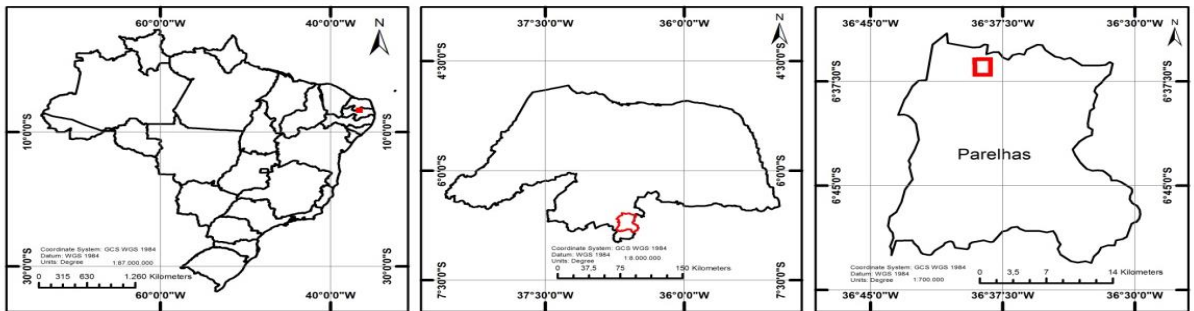 60°0'0"W 40°0'0"W
N
10°0'0"S 10°0'0"S
30°0'0"S 30°0'0"S
Coordinate System: GCS WGS 1984
Datum: WGS 1984
Units: Degree 1:67.000.000
0 315 630 1.260 Kilometers
60°0'0"W 40°0'0"W
37°30'0"W 36°0'0"W
N
4°30'0"S 4°30'0"S
6°0'0"S 6°0'0"S
7°30'0"S 7°30'0"S
Coordinate System: GCS WGS 1984
Datum: WGS 1984
Units: Degree 1:6.000.000
0 37,5 75 150 Kilometers
37°30'0"W 36°0'0"W
36°45'0"W 36°37'30"W 36°30'0"W
N
6°37'30"S 6°37'30"S
Parelhas
6°45'0"S 6°45'0"S
Coordinate System: GCS WGS 1984
Datum: WGS 1984
Units: Degree 1:700.000
0 3,5 7 14 Kilometers
36°45'0"W 36°37'30"W 36°30'0"W